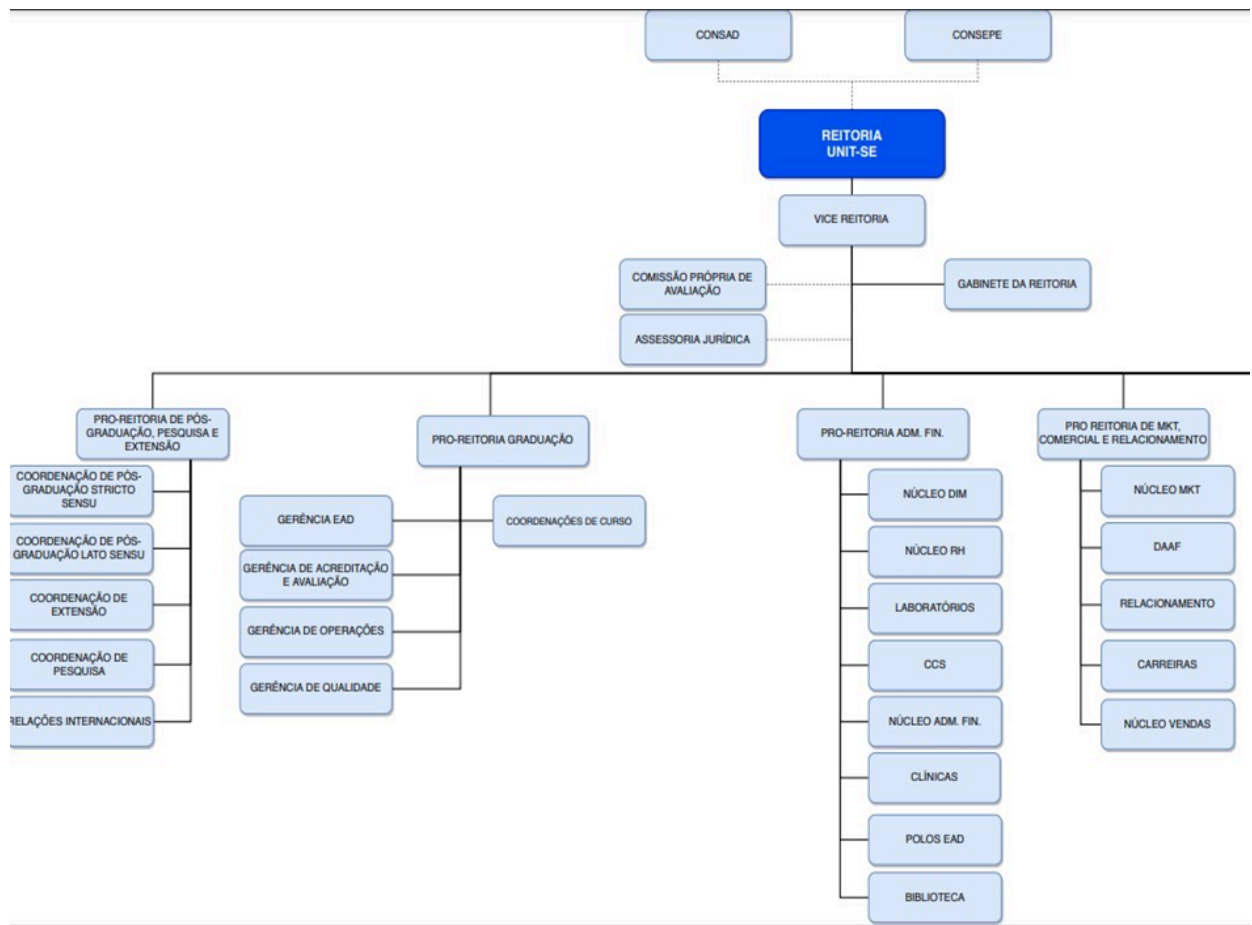 CONSAD
CONSEPE
REITORIA
UNIT-SE
VICE REITORIA
COMISSÃO PRÓPRIA DE
AVALIAÇÃO
GABINETE DA REITORIA
ASSESSORIA JURÍDICA
PRO-REITORIA DE PÓS-
GRADUAÇÃO, PESQUISA E
EXTENSÃO
COORDENAÇÃO DE PÓS-
GRADUAÇÃO STRICTO
SENSU
COORDENAÇÃO DE PÓS-
GRADUAÇÃO LATO SENSU
COORDENAÇÃO DE
EXTENSÃO
COORDENAÇÃO DE
PESQUISA
RELAÇÕES INTERNACIONAIS
PRO-REITORIA GRADUAÇÃO
GERÊNCIA EAD
COORDENAÇÕES DE CURSO
GERÊNCIA DE ACREDITAÇÃO
E AVALIAÇÃO
GERÊNCIA DE OPERAÇÕES
GERÊNCIA DE QUALIDADE
PRO-REITORIA ADM. FIN.
NÚCLEO DIM
NÚCLEO RH
LABORATÓRIOS
CCS
NÚCLEO ADM. FIN.
CLÍNICAS
POLOS EAD
BIBLIOTECA
PRO REITORIA DE MKT,
COMERCIAL E RELACIONAMENTO
NÚCLEO MKT
DAAF
RELACIONAMENTO
CARREIRAS
NÚCLEO VENDAS